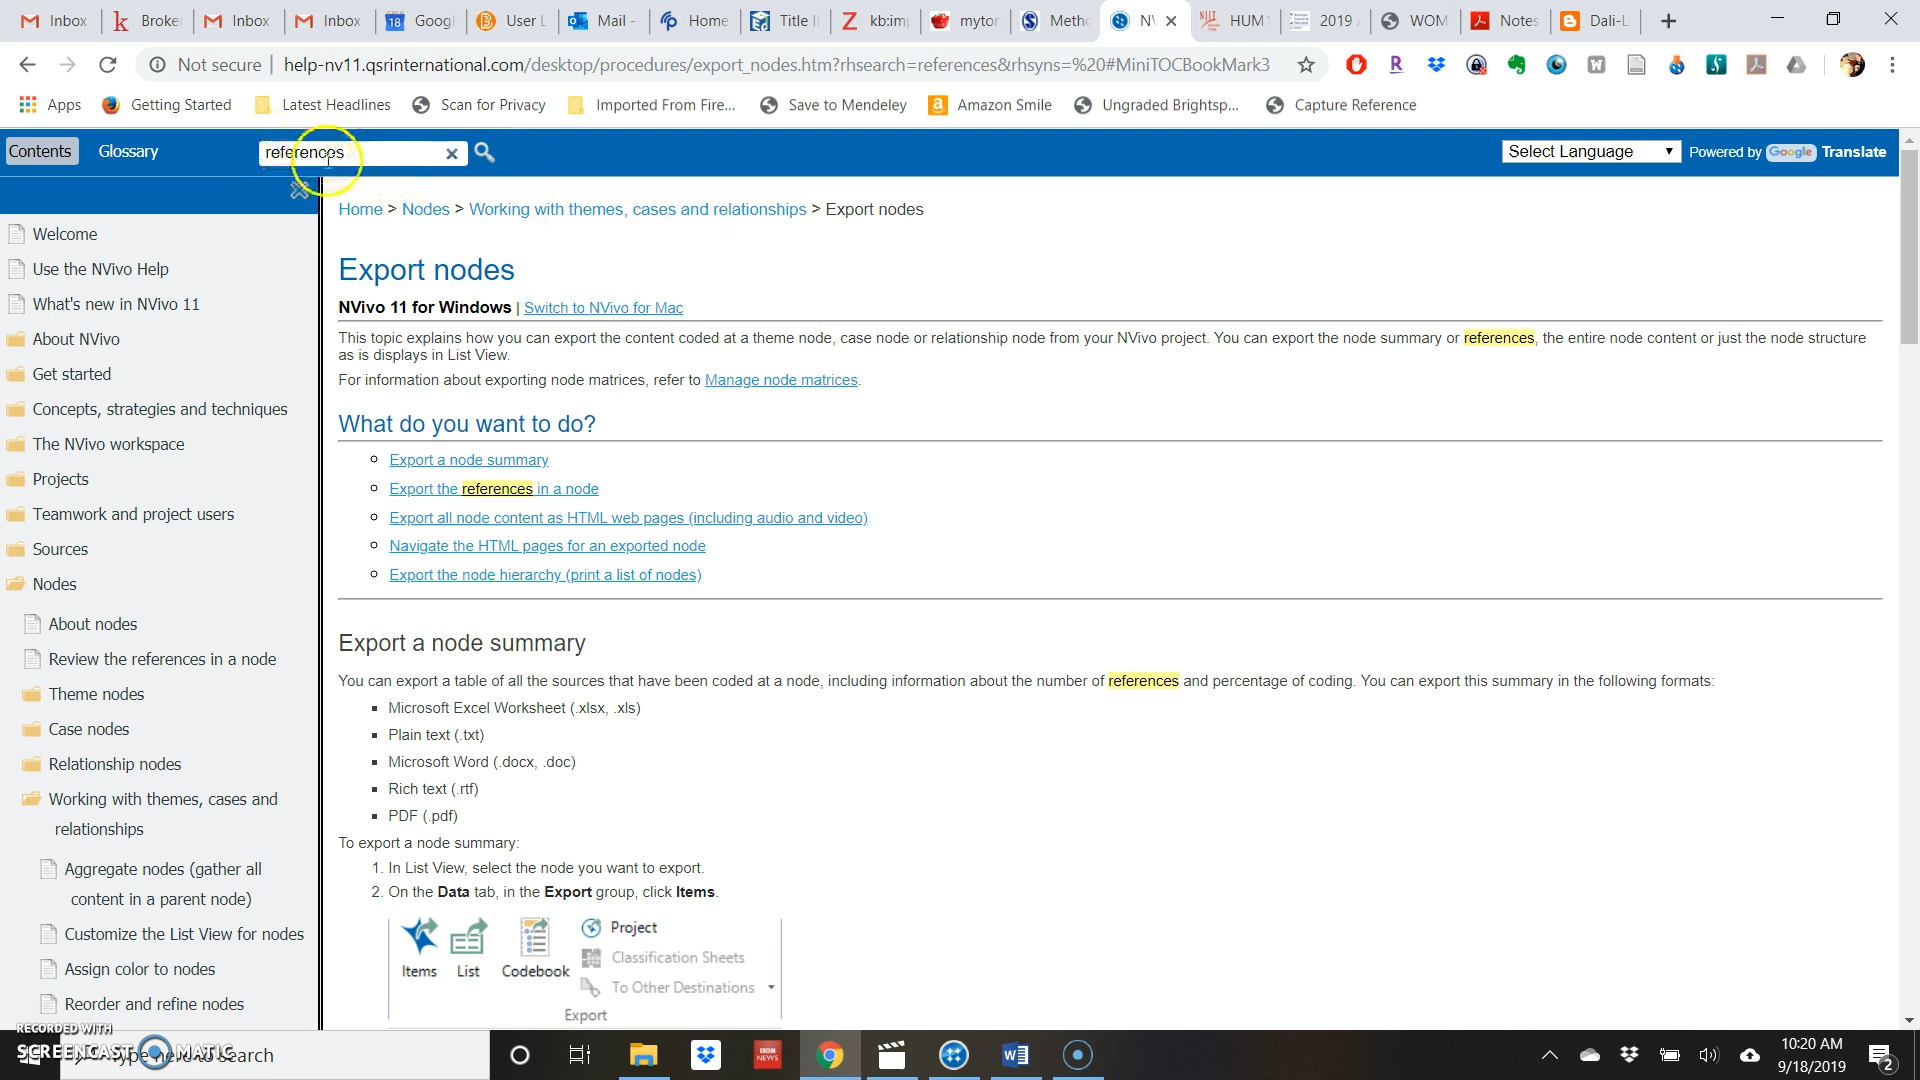 Inbox Broke Inbox Inbox Googl User L Mail - Home Title II kb:imp myton Metho NV HUM 2019 WOM Notes Dali-L
Not secure | help-nv11.qsrinternational.com/desktop/procedures/export_nodes.htm?rhsearch=references&rhsyns=%20#MiniTOCBookMark3
Apps Getting Started Latest Headlines Scan for Privacy Imported From Fire... Save to Mendeley Amazon Smile Ungraded Brightsp... Capture Reference
Contents Glossary references Select Language Powered by Google Translate
Home > Nodes > Working with themes, cases and relationships > Export nodes
Welcome
Use the NVivo Help
What's new in NVivo 11
About NVivo
Get started
Concepts, strategies and techniques
The NVivo workspace
Projects
Teamwork and project users
Sources
Nodes
About nodes
Review the references in a node
Theme nodes
Case nodes
Relationship nodes
Working with themes, cases and
relationships
Aggregate nodes (gather all
content in a parent node)
Customize the List View for nodes
Assign color to nodes
Reorder and refine nodes
Export nodes
NVivo 11 for Windows | Switch to NVivo for Mac
This topic explains how you can export the content coded at a theme node, case node or relationship node from your NVivo project. You can export the node summary or references, the entire node content or just the node structure
as is displays in List View.
For information about exporting node matrices, refer to Manage node matrices.
What do you want to do?
Export a node summary
Export the references in a node
Export all node content as HTML web pages (including audio and video)
Navigate the HTML pages for an exported node
Export the node hierarchy (print a list of nodes)
Export a node summary
You can export a table of all the sources that have been coded at a node, including information about the number of references and percentage of coding. You can export this summary in the following formats:
Microsoft Excel Worksheet (.xlsx, .xls)
Plain text (.txt)
Microsoft Word (.docx, .doc)
Rich text (.rtf)
PDF (.pdf)
To export a node summary:
1. In List View, select the node you want to export.
2. On the Data tab, in the Export group, click Items.
Items List Codebook
Project
Classification Sheets
To Other Destinations
Export
RECORDED WITH
SCREENCAST MATIC
Type here to search
10:20 AM
9/18/2019
2